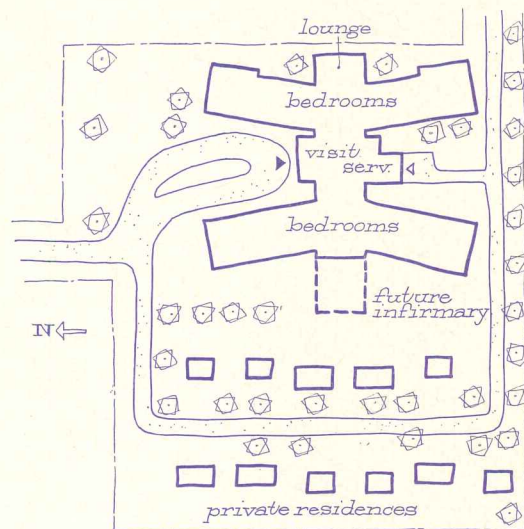 lounge
bedrooms
visit
serv.
bedrooms
future
infirmary
N
private residences